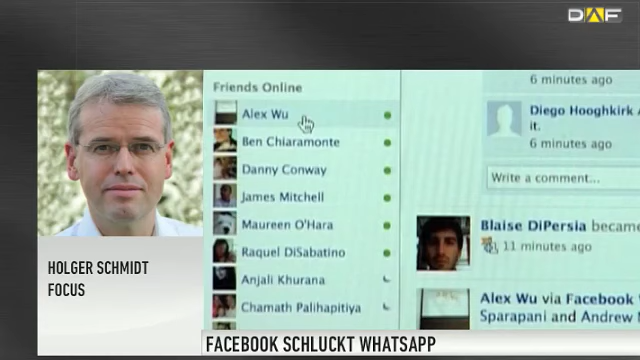 DAF
Friends Online
Alex Wu
Ben Chiaramonte
Danny Conway
James Mitchell
Maureen O'Hara
Raquel DiSabatino
Anjali Khurana
Chamath Palihapitiya
6 minutes ago
Diego Hooghkirk
it.
6 minutes ago
Write a comment...
Blaise DiPersia became
11 minutes ago
Alex Wu via Facebook
Sparapani and Andrew
HOLGER SCHMIDT
FOCUS
FACEBOOK SCHLUCKT WHATSAPP